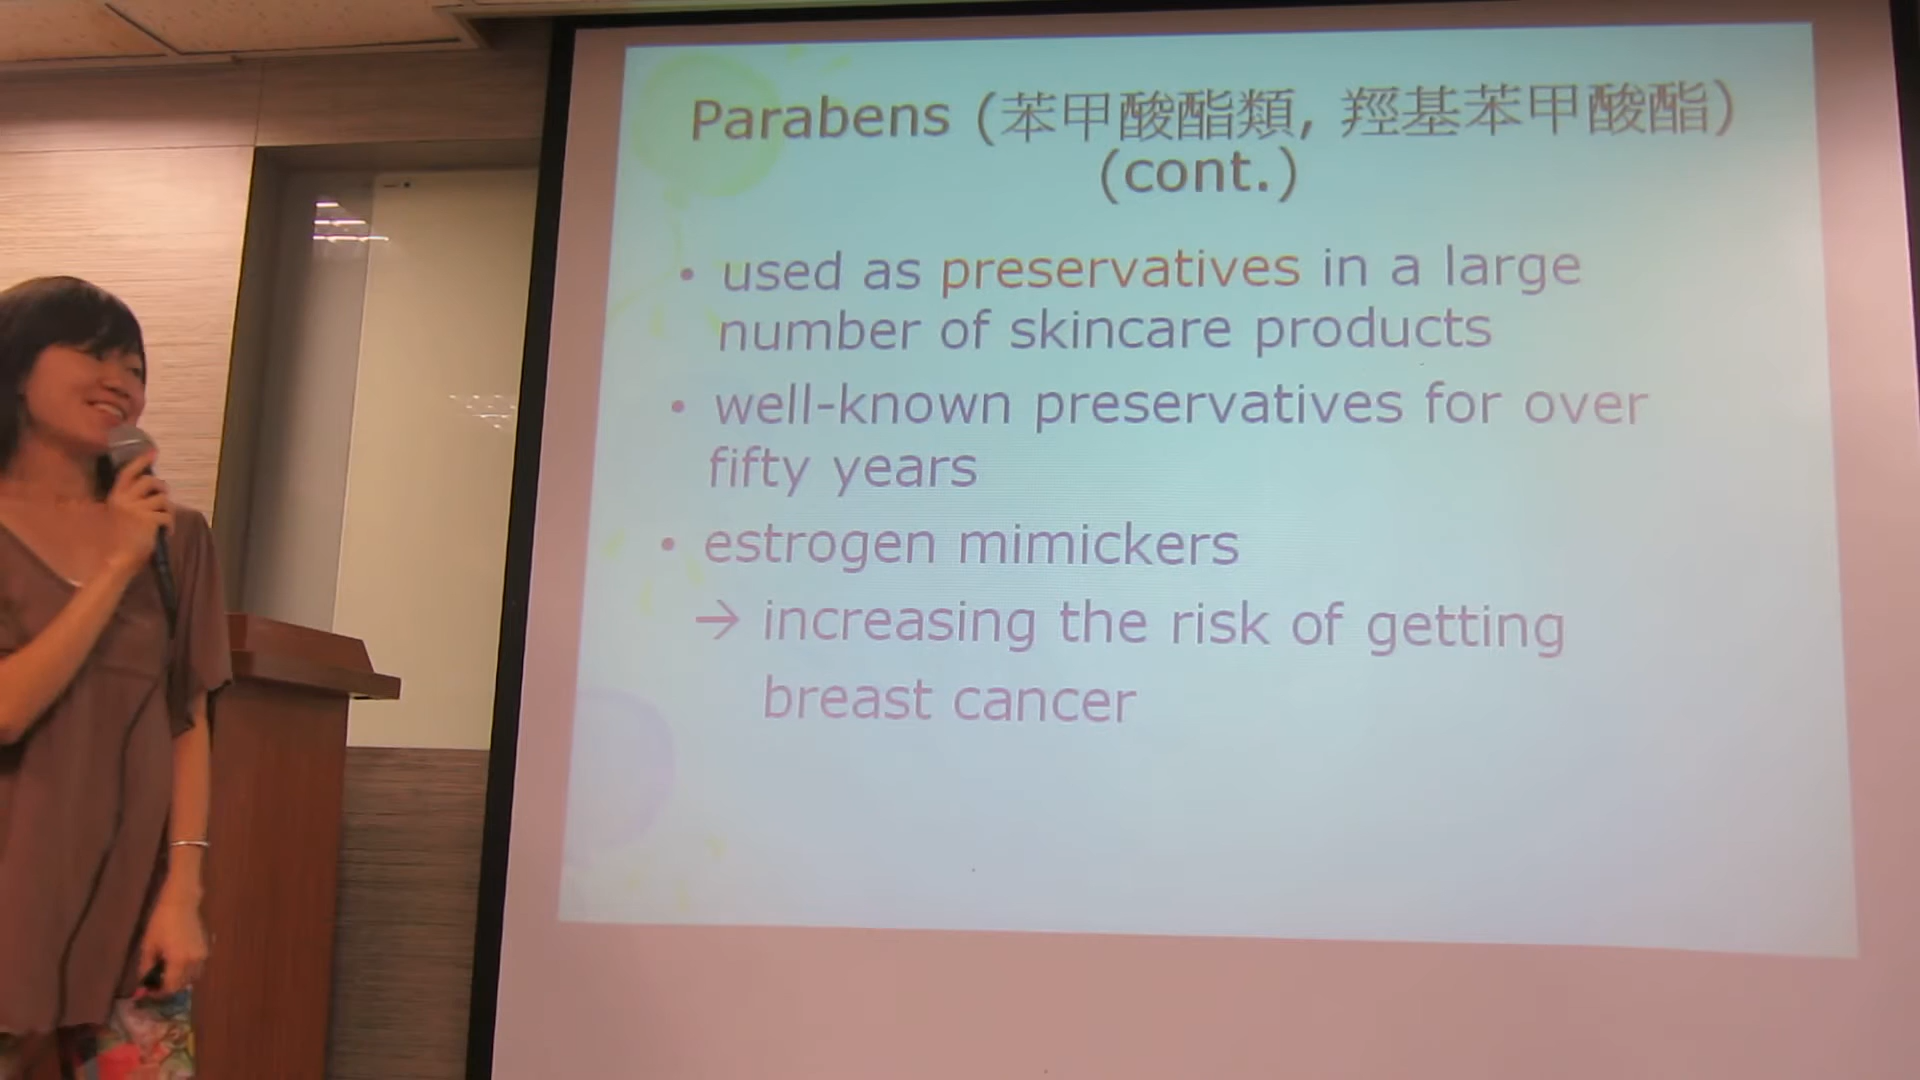 Parabens (苯甲酸酯類, 羥基苯甲酸酯)
(cont.)
• used as preservatives in a large
number of skincare products
• well-known preservatives for over
fifty years
• estrogen mimickers
→ increasing the risk of getting
breast cancer